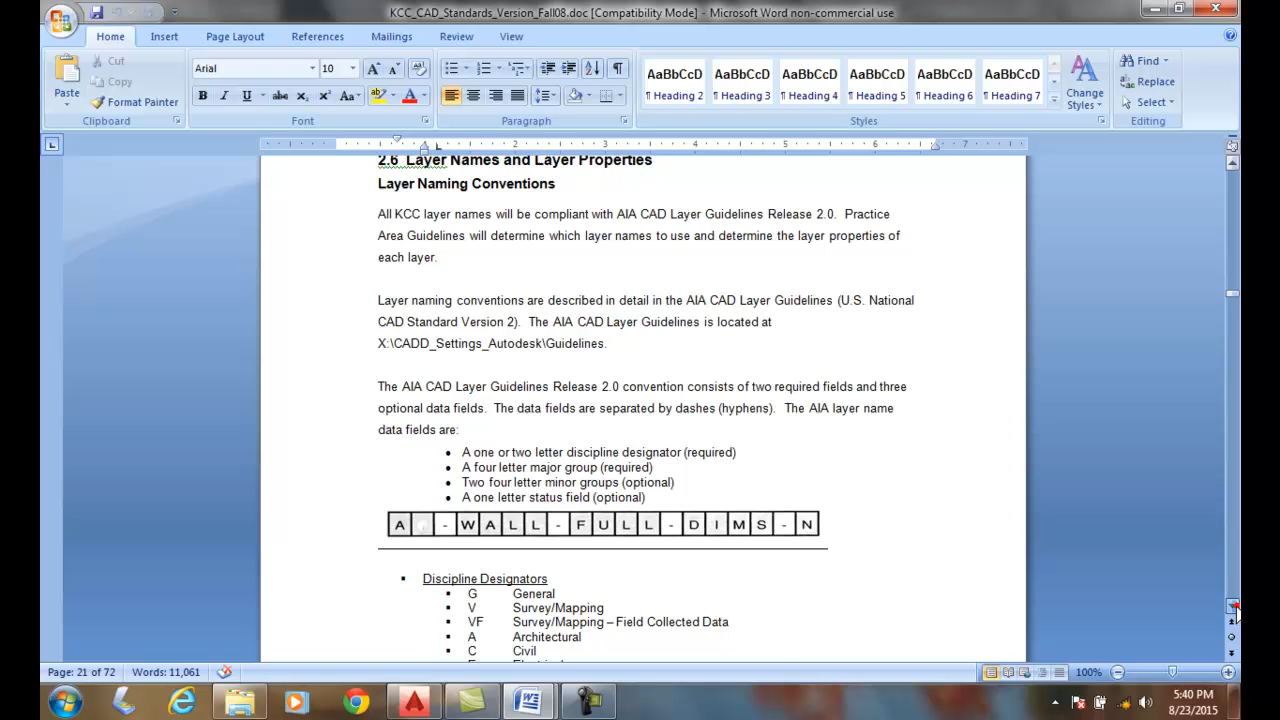 KCC_CAD_Standards_Version_Fall08.doc [Compatibility Mode] - Microsoft Word non-commercial use
Home Insert Page Layout References Mailings Review View
Paste
Cut
Copy
Format Painter
Clipboard
Arial 10
B I U abc x₂ x² Aa
Font
Paragraph
AaBbCcD AaBbCcD AaBbCcD AaBbCcD AaBbCcD AaBbCcD
¶ Heading 2 ¶ Heading 3 ¶ Heading 4 ¶ Heading 5 ¶ Heading 6 ¶ Heading 7
Change Styles
Styles
Find
Replace
Select
Editing
2 3 4 5 6 7
2.6 Layer Names and Layer Properties
Layer Naming Conventions
All KCC layer names will be compliant with AIA CAD Layer Guidelines Release 2.0. Practice
Area Guidelines will determine which layer names to use and determine the layer properties of
each layer.
Layer naming conventions are described in detail in the AIA CAD Layer Guidelines (U.S. National
CAD Standard Version 2). The AIA CAD Layer Guidelines is located at
X:\CADD_Settings_Autodesk\Guidelines.
The AIA CAD Layer Guidelines Release 2.0 convention consists of two required fields and three
optional data fields. The data fields are separated by dashes (hyphens). The AIA layer name
data fields are:
• A one or two letter discipline designator (required)
• A four letter major group (required)
• Two four letter minor groups (optional)
• A one letter status field (optional)
A - W A L L - F U L L - D I M S - N
▪ Discipline Designators
▪ G General
▪ V Survey/Mapping
▪ VF Survey/Mapping – Field Collected Data
▪ A Architectural
▪ C Civil
Page: 21 of 72 Words: 11,061 100%
5:40 PM
8/23/2015